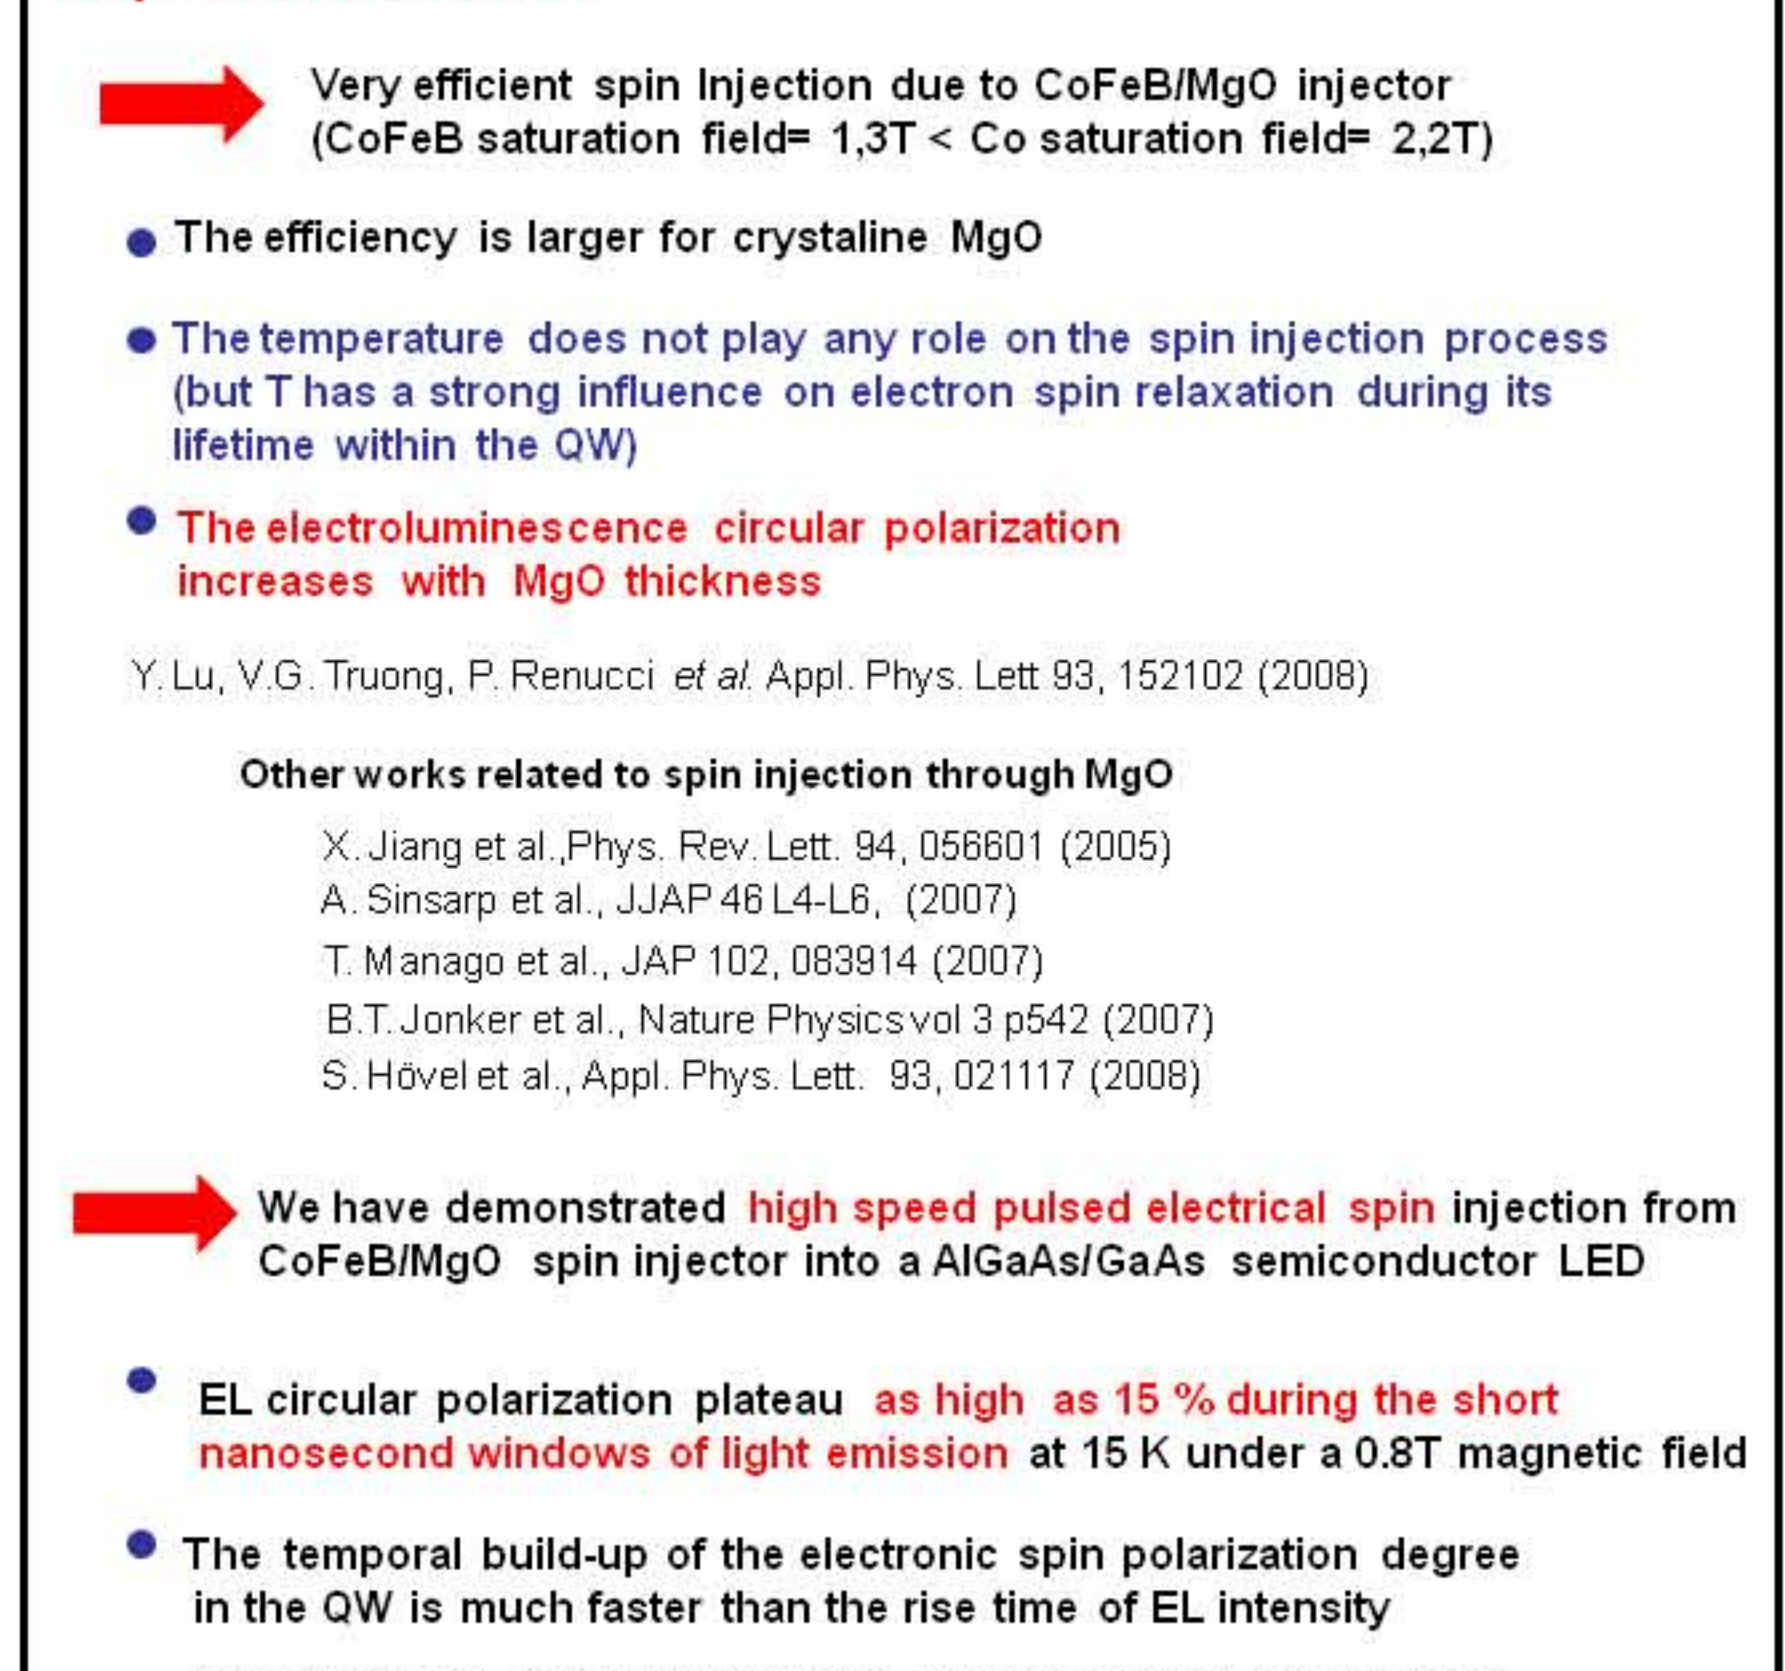 Very efficient spin Injection due to CoFeB/MgO injector
(CoFeB saturation field= 1,3T < Co saturation field= 2,2T)
• The efficiency is larger for crystaline MgO
• The temperature does not play any role on the spin injection process
(but T has a strong influence on electron spin relaxation during its
lifetime within the QW)
• The electroluminescence circular polarization
increases with MgO thickness
Y. Lu, V.G. Truong, P. Renucci et al. Appl. Phys. Lett 93, 152102 (2008)
Other works related to spin injection through MgO
X. Jiang et al.,Phys. Rev. Lett. 94, 056601 (2005)
A. Sinsarp et al., JJAP 46 L4-L6, (2007)
T. Manago et al., JAP 102, 083914 (2007)
B.T. Jonker et al., Nature Physics vol 3 p542 (2007)
S. Hövel et al., Appl. Phys. Lett. 93, 021117 (2008)
We have demonstrated high speed pulsed electrical spin injection from
CoFeB/MgO spin injector into a AlGaAs/GaAs semiconductor LED
• EL circular polarization plateau as high as 15 % during the short
nanosecond windows of light emission at 15 K under a 0.8T magnetic field
• The temporal build-up of the electronic spin polarization degree
in the QW is much faster than the rise time of EL intensity